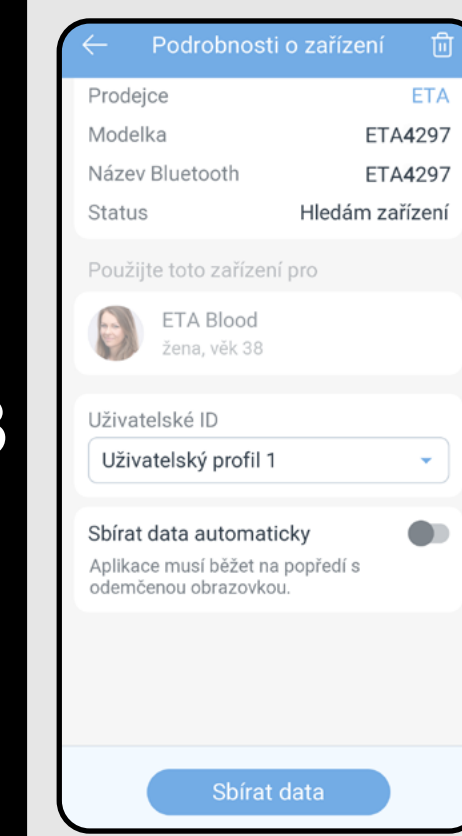 Podrobnosti o zařízení
Prodejce ETA
Modelka ETA4297
Název Bluetooth ETA4297
Status Hledám zařízení
Použijte toto zařízení pro
ETA Blood
žena, věk 38
Uživatelské ID
Uživatelský profil 1
Sbírat data automaticky
Aplikace musí běžet na popředí s
odemčenou obrazovkou.
Sbírat data